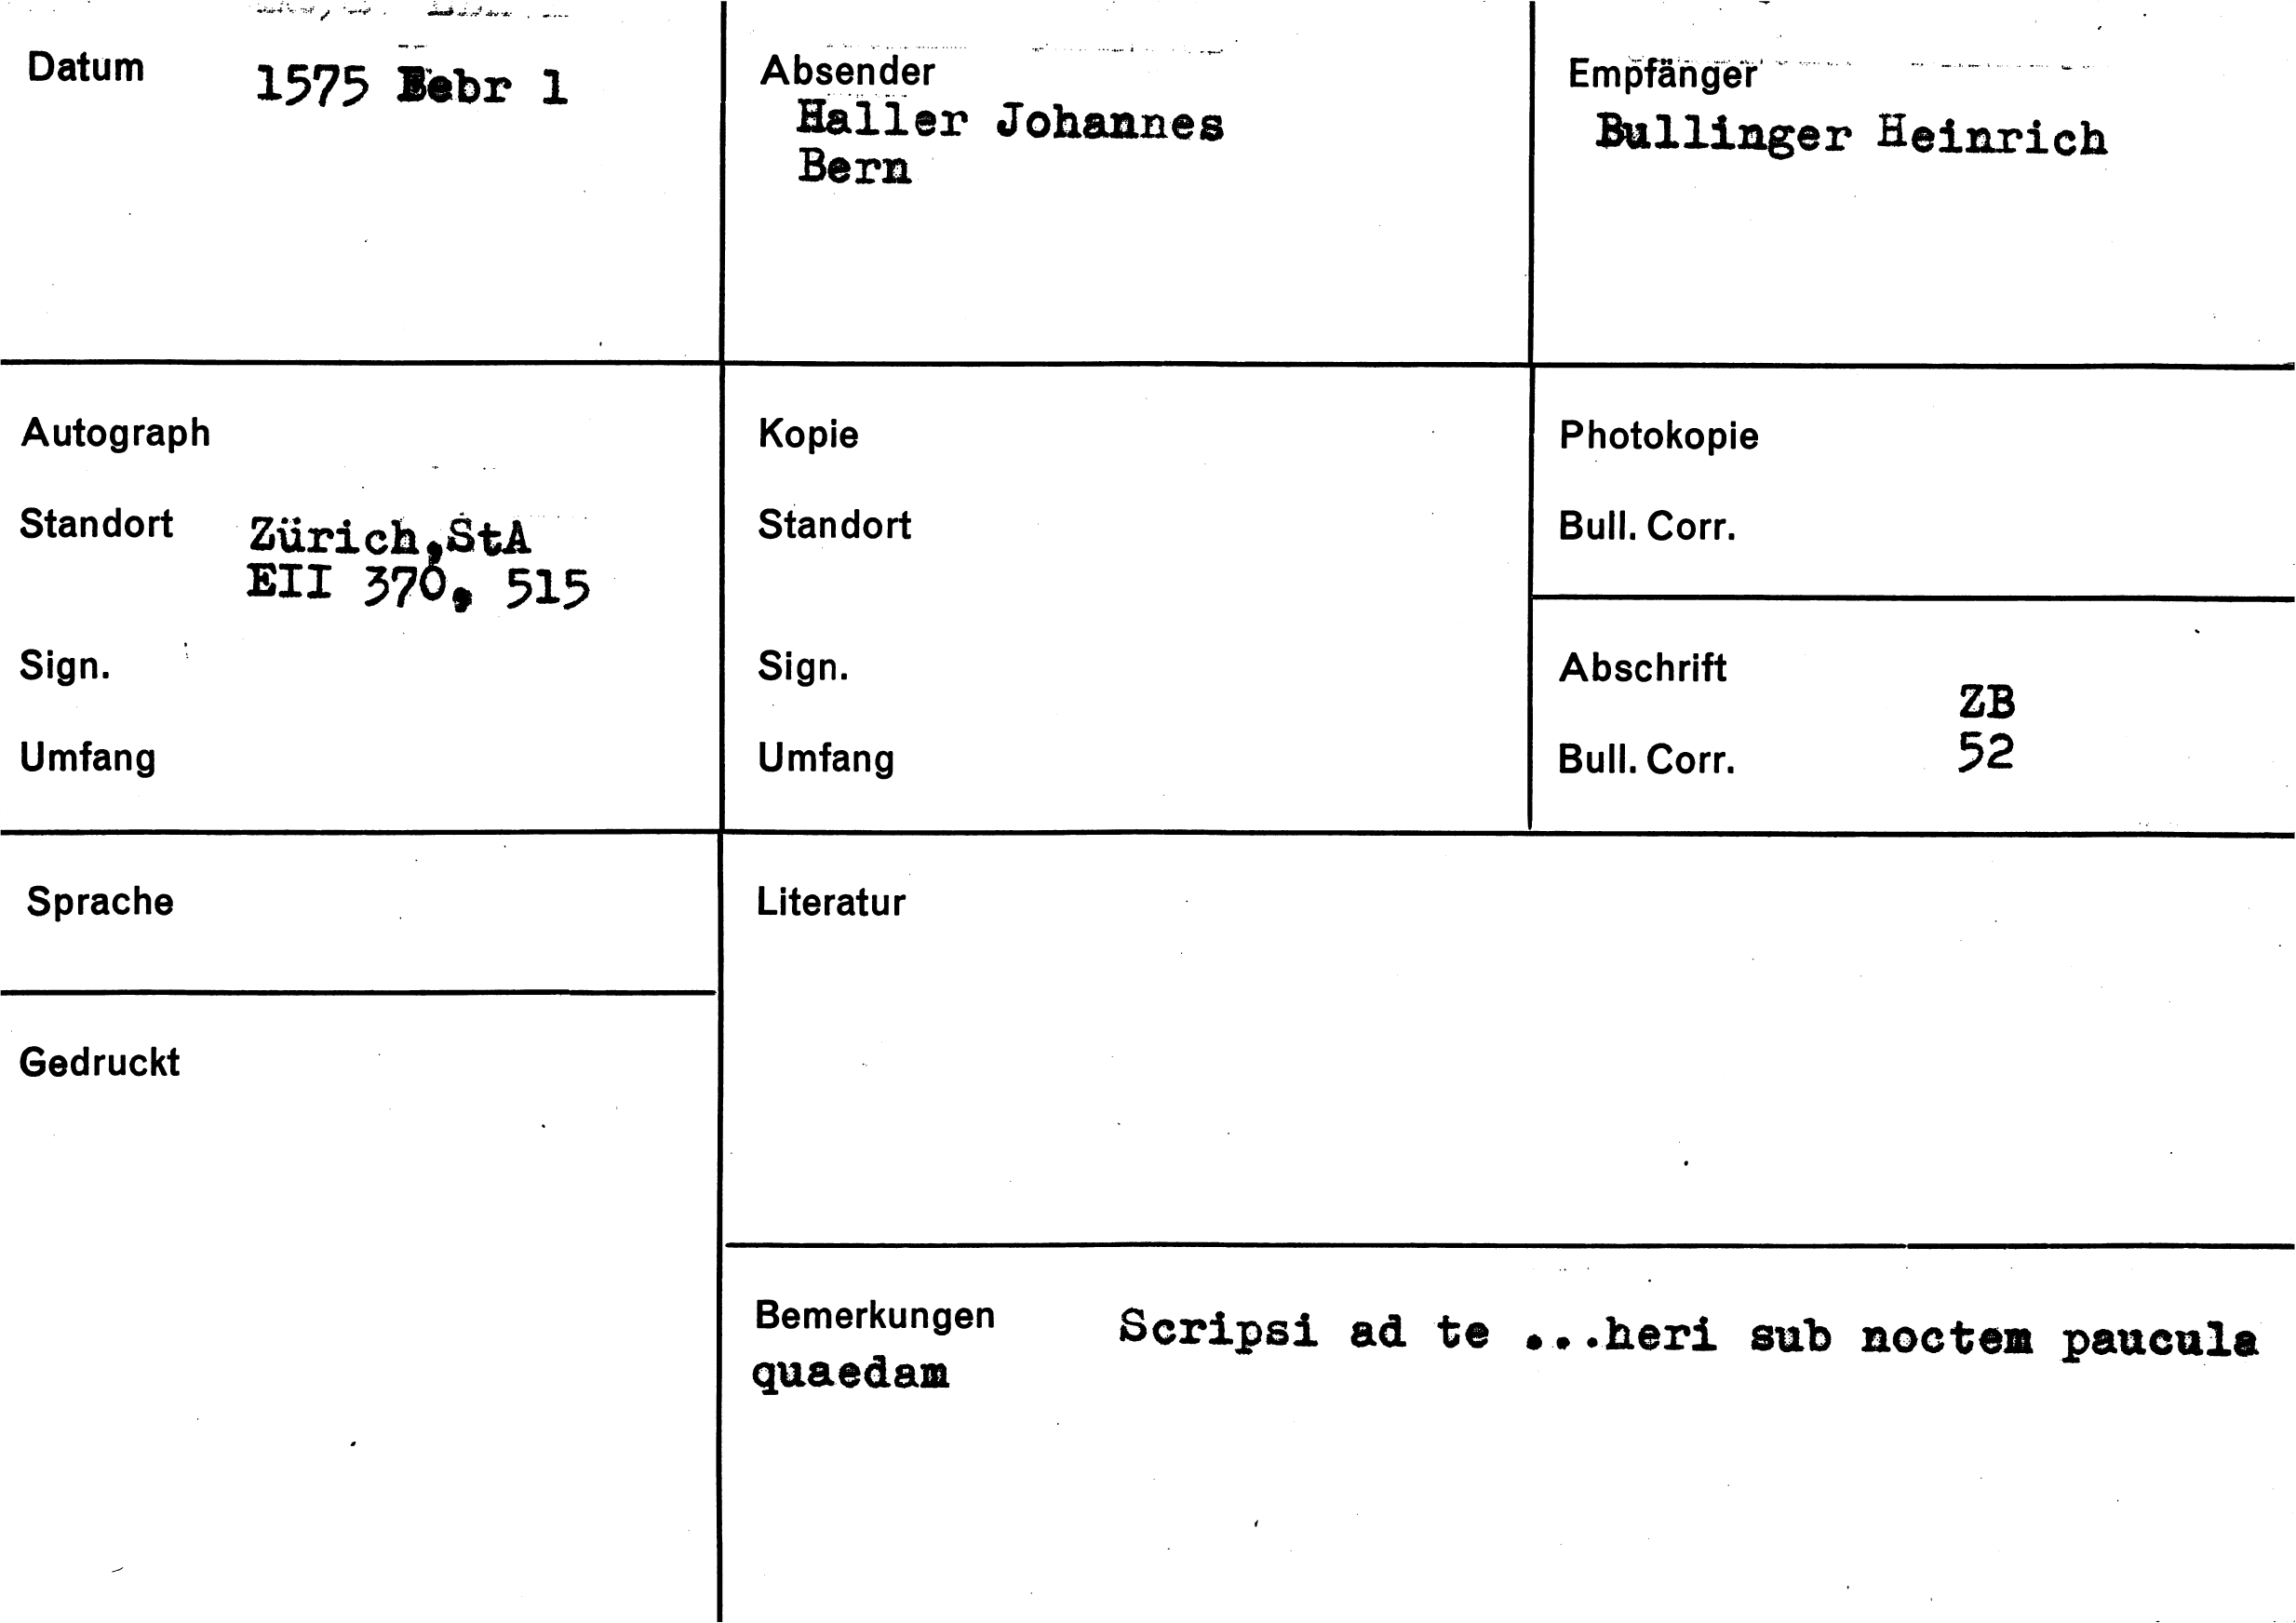 Datum 1575 Febr 1
Absender
Haller Johannes
Bern
Empfänger
Bullinger Heinrich
Autograph
Standort Zürich,StA
EII 370, 515
Sign.
Umfang
Kopie
Standort
Sign.
Umfang
Photokopie
Bull. Corr.
Abschrift
ZB
Bull. Corr. 52
Sprache
Gedruckt
Literatur
Bemerkungen Scripsi ad te ...heri sub noctem paucula
quaedam